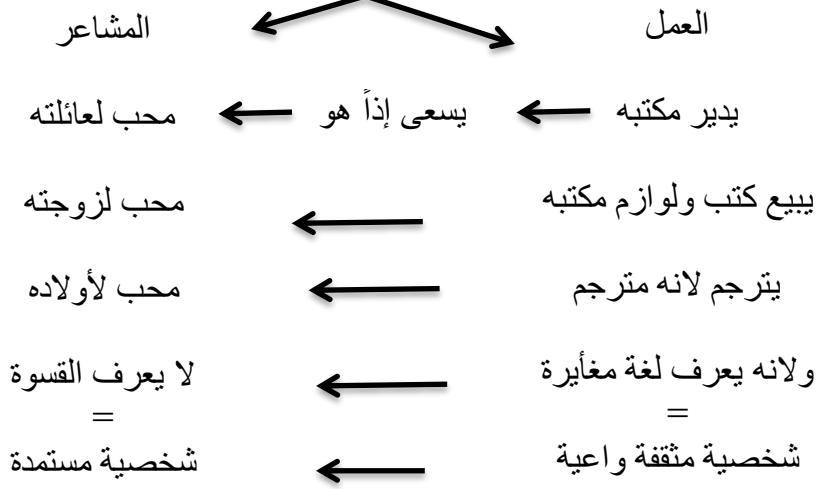 العمل المشاعر
يدير مكتبه يسعى إذاً هو محب لعائلته
يبيع كتب ولوازم مكتبه محب لزوجته
يترجم لانه مترجم محب لأولاده
ولانه يعرف لغة مغأيرة لا يعرف القسوة
= =
شخصية مثقفة واعية شخصية مستمدة